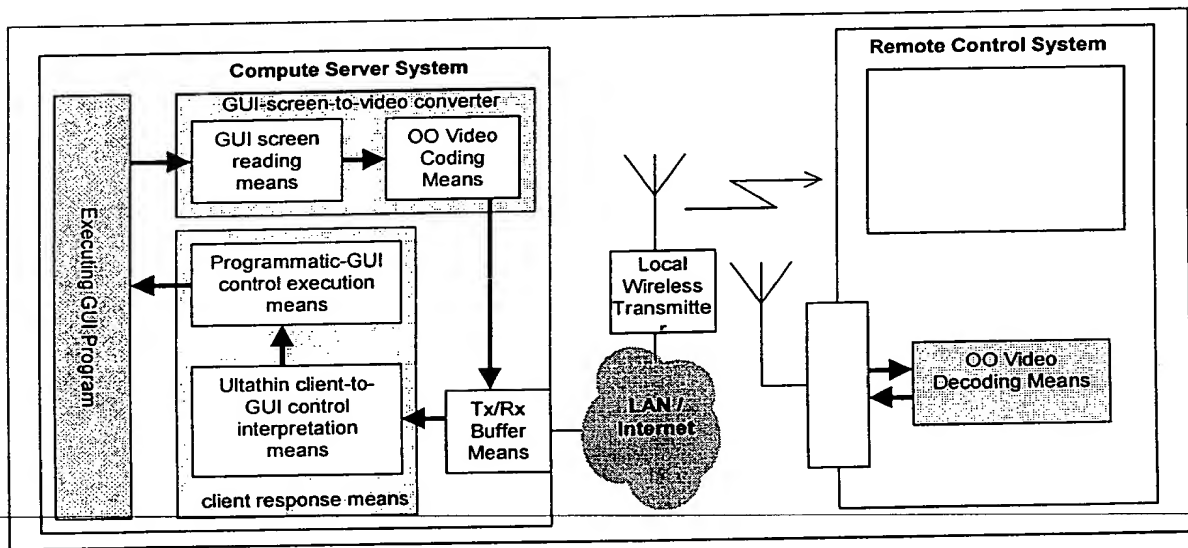 Compute Server System
GUI-screen-to-video converter
GUI screen
reading
means
OO Video
Coding
Means
Executing GUI Program
Programmatic-GUI
control execution
means
Ultathin client-to-
GUI control
interpretation
means
client response means
Tx/Rx
Buffer
Means
Local
Wireless
Transmitte
r
LAN /
Internet
Remote Control System
OO Video
Decoding Means